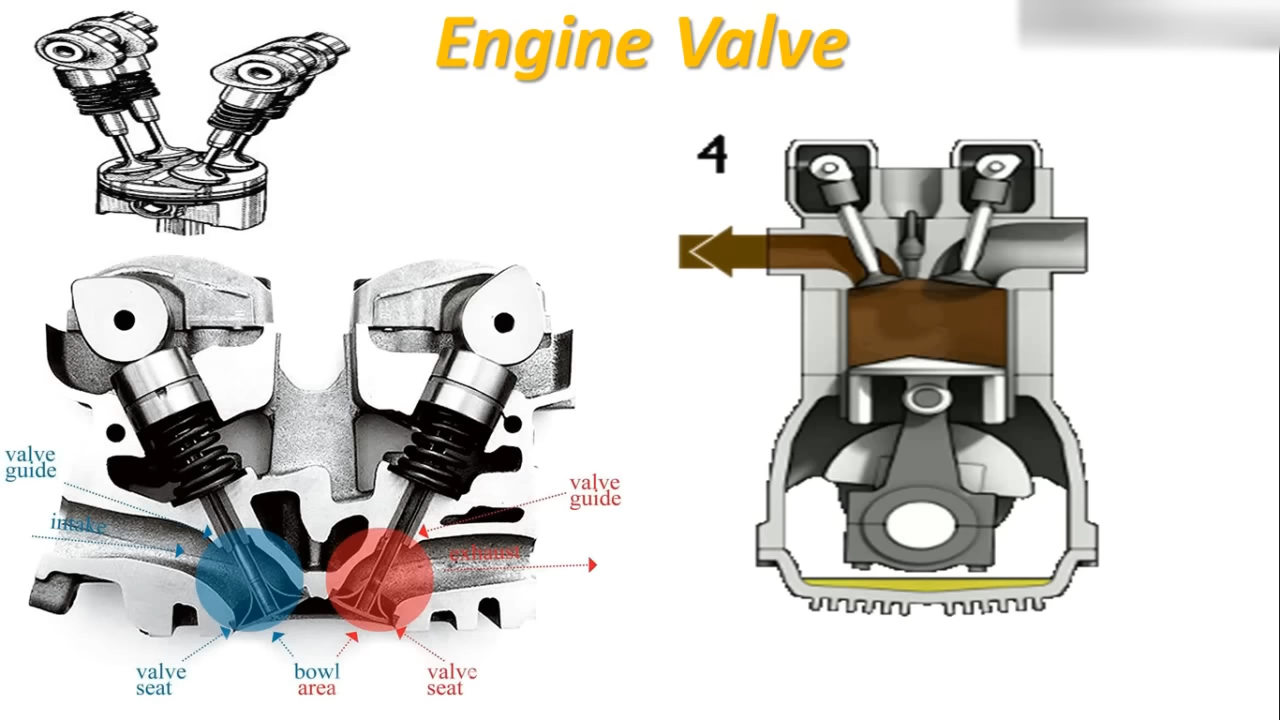 Engine Valve
4
valve
guide
intake
valve
guide
exhaust
valve
seat
bowl
area
valve
seat